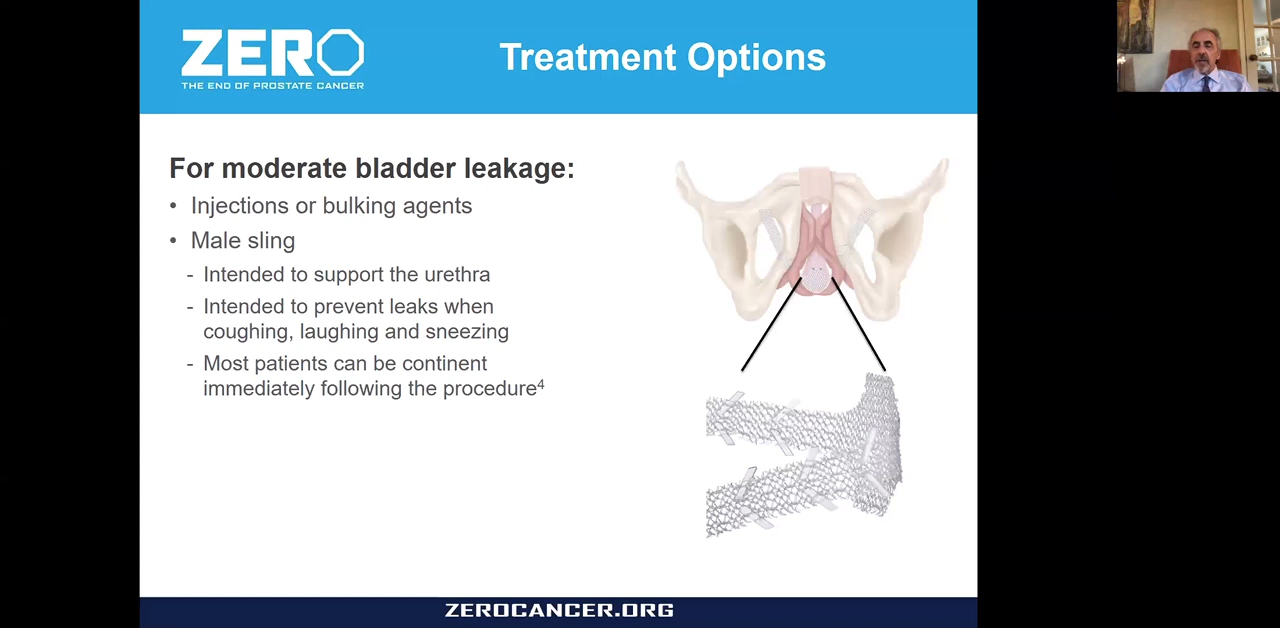 ZERO
THE END OF PROSTATE CANCER
Treatment Options
For moderate bladder leakage:
• Injections or bulking agents
• Male sling
- Intended to support the urethra
- Intended to prevent leaks when
coughing, laughing and sneezing
- Most patients can be continent
immediately following the procedure⁴
ZEROCANCER.ORG